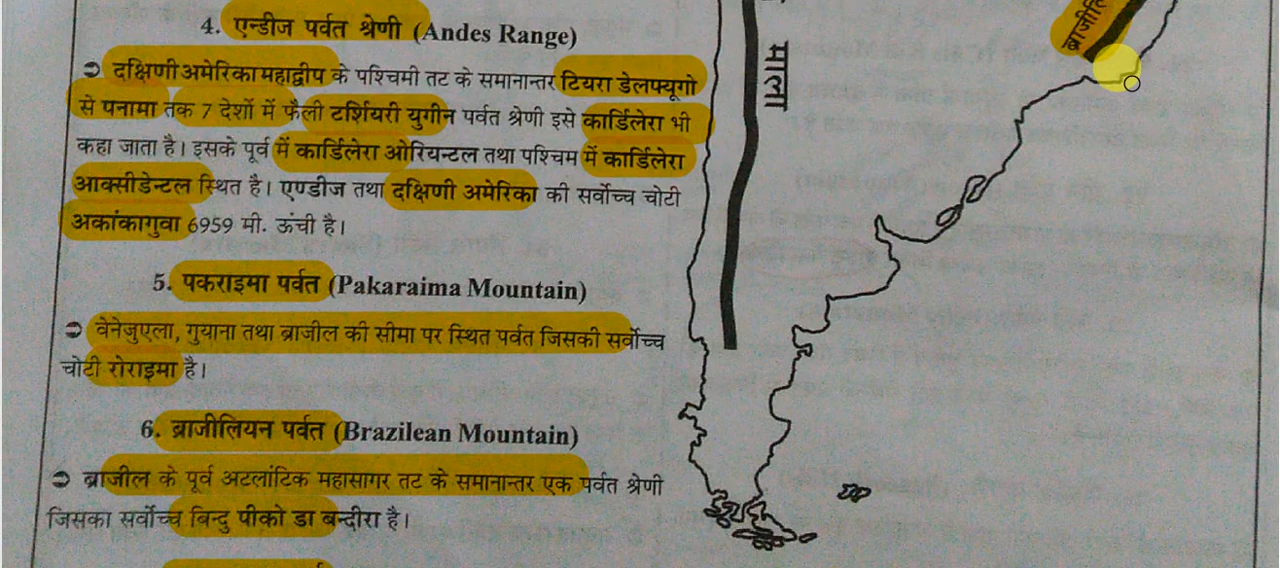 4. एन्डीज पर्वत श्रेणी (Andes Range)
➲ दक्षिणी अमेरिका महाद्वीप के पश्चिमी तट के समानान्तर टियरा डेलफ्यूगो
से पनामा तक 7 देशों में फैली टर्शियरी युगीन पर्वत श्रेणी इसे कार्डिलेरा भी
कहा जाता है। इसके पूर्व में कार्डिलेरा ओरियन्टल तथा पश्चिम में कार्डिलेरा
आक्सीडेन्टल स्थित है। एण्डीज तथा दक्षिणी अमेरिका की सर्वोच्च चोटी
अकांकागुवा 6959 मी. ऊंची है।
5. पकराइमा पर्वत (Pakaraima Mountain)
➲ वेनेजुएला, गुयाना तथा ब्राजील की सीमा पर स्थित पर्वत जिसकी सर्वोच्च
चोटी रोराइमा है।
6. ब्राजीलियन पर्वत (Brazilean Mountain)
➲ ब्राजील के पूर्व अटलांटिक महासागर तट के समानान्तर एक पर्वत श्रेणी
जिसका सर्वोच्च बिन्दु पीको डा बन्दीरा है।
माला